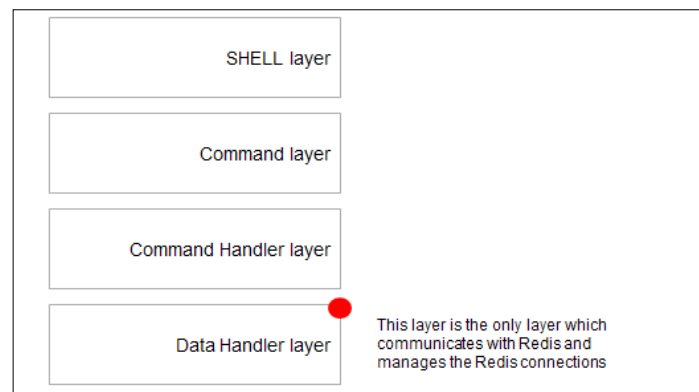 SHELL layer
Command layer
Command Handler layer
Data Handler layer
This layer is the only layer which
communicates with Redis and
manages the Redis connections